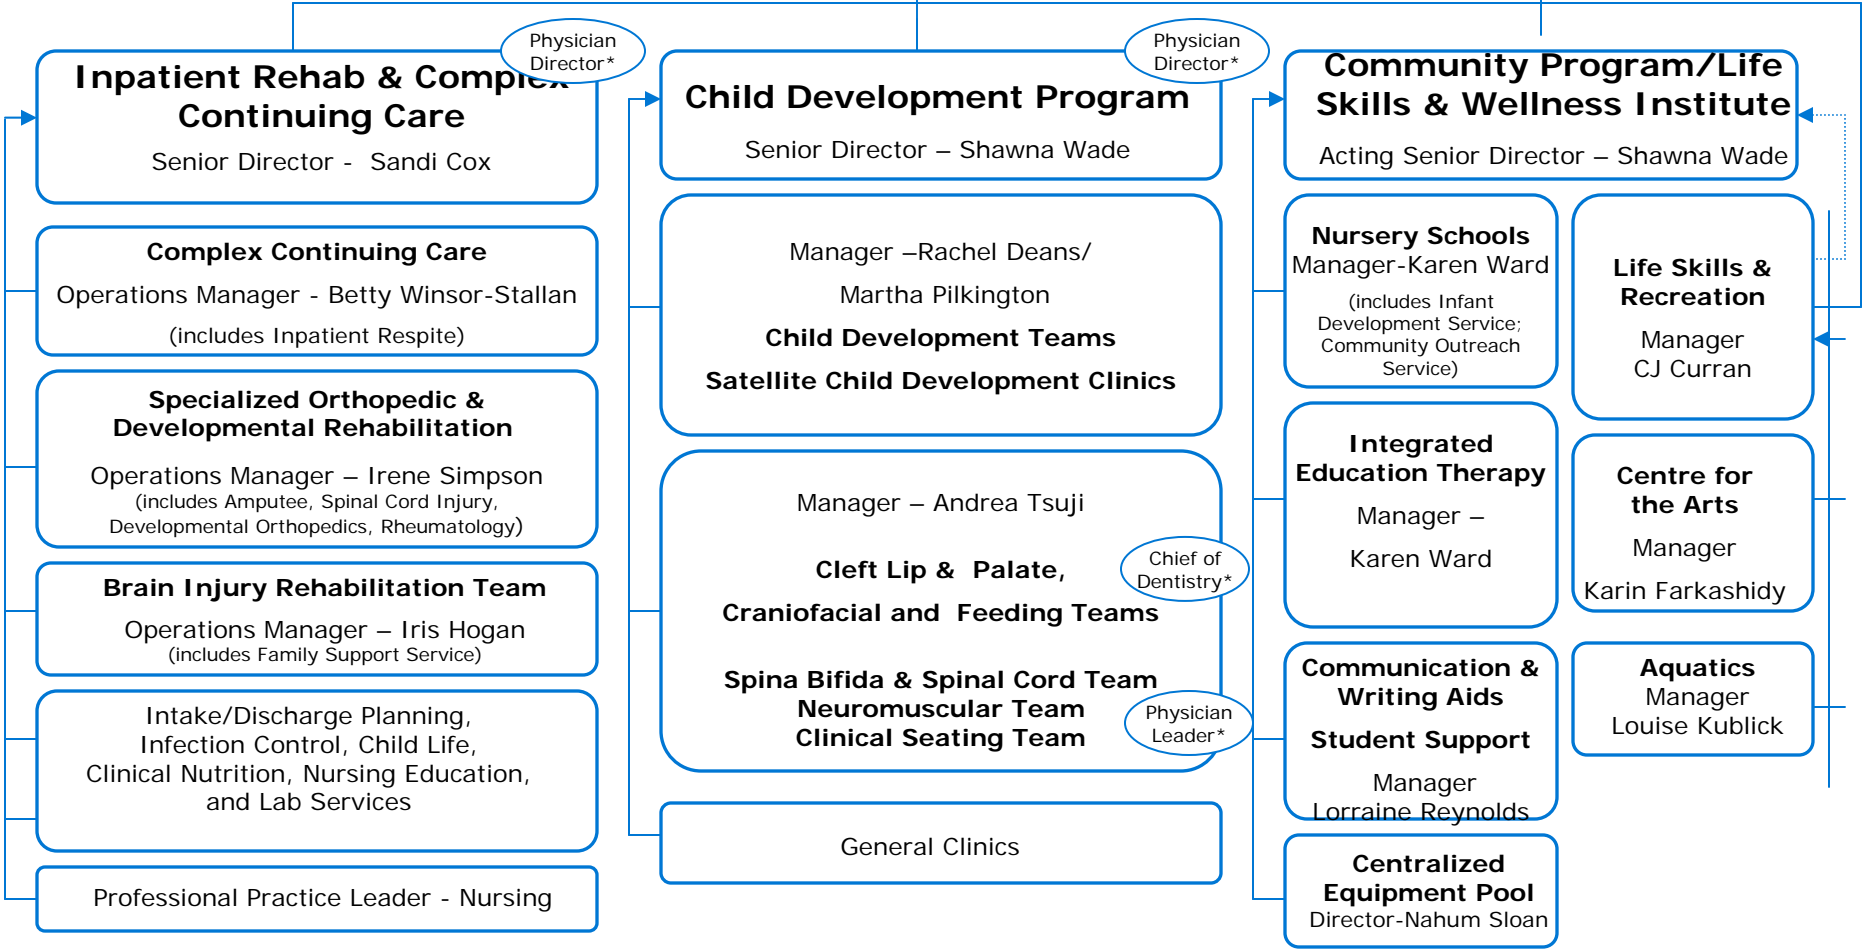 Physician
Director*
Inpatient Rehab & Complex
Continuing Care
Senior Director -  Sandi Cox
Complex Continuing Care
Operations Manager - Betty Winsor-Stallan
(includes Inpatient Respite)
Specialized Orthopedic &
Developmental Rehabilitation
Operations Manager – Irene Simpson
(includes Amputee, Spinal Cord Injury,
Developmental Orthopedics, Rheumatology)
Brain Injury Rehabilitation Team
Operations Manager – Iris Hogan
(includes Family Support Service)
Intake/Discharge Planning,
Infection Control, Child Life,
Clinical Nutrition, Nursing Education,
and Lab Services
Professional Practice Leader - Nursing
Physician
Director*
Child Development Program
Senior Director – Shawna Wade
Manager –Rachel Deans/
Martha Pilkington
Child Development Teams
Satellite Child Development Clinics
Manager – Andrea Tsuji
Chief of
Dentistry*
Cleft Lip &  Palate,
Craniofacial and  Feeding Teams
Spina Bifida & Spinal Cord Team
Neuromuscular Team
Clinical Seating Team
Physician
Leader*
General Clinics
Community Program/Life
Skills & Wellness Institute
Acting Senior Director – Shawna Wade
Nursery Schools
Manager-Karen Ward
(includes Infant
Development Service;
Community Outreach
Service)
Integrated
Education Therapy
Manager –
Karen Ward
Communication &
Writing Aids
Student Support
Manager
Lorraine Reynolds
Centralized
Equipment Pool
Director-Nahum Sloan
Life Skills &
Recreation
Manager
CJ Curran
Centre for
the Arts
Manager
Karin Farkashidy
Aquatics
Manager
Louise Kublick